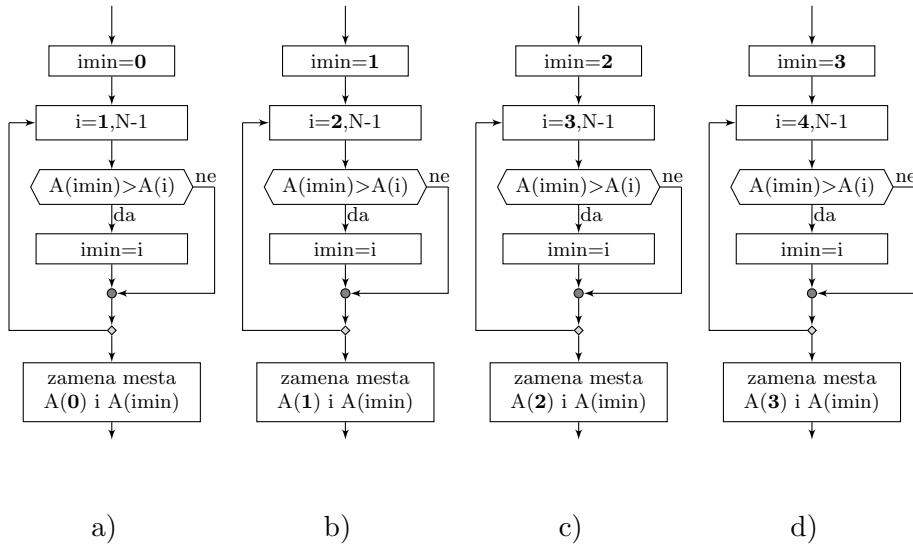 imin=0
i=1,N-1
A(imin)>A(i)
ne
da
imin=i
zamena mesta
A(0) i A(imin)
a)
imin=1
i=2,N-1
A(imin)>A(i)
ne
da
imin=i
zamena mesta
A(1) i A(imin)
b)
imin=2
i=3,N-1
A(imin)>A(i)
ne
da
imin=i
zamena mesta
A(2) i A(imin)
c)
imin=3
i=4,N-1
A(imin)>A(i)
ne
da
imin=i
zamena mesta
A(3) i A(imin)
d)